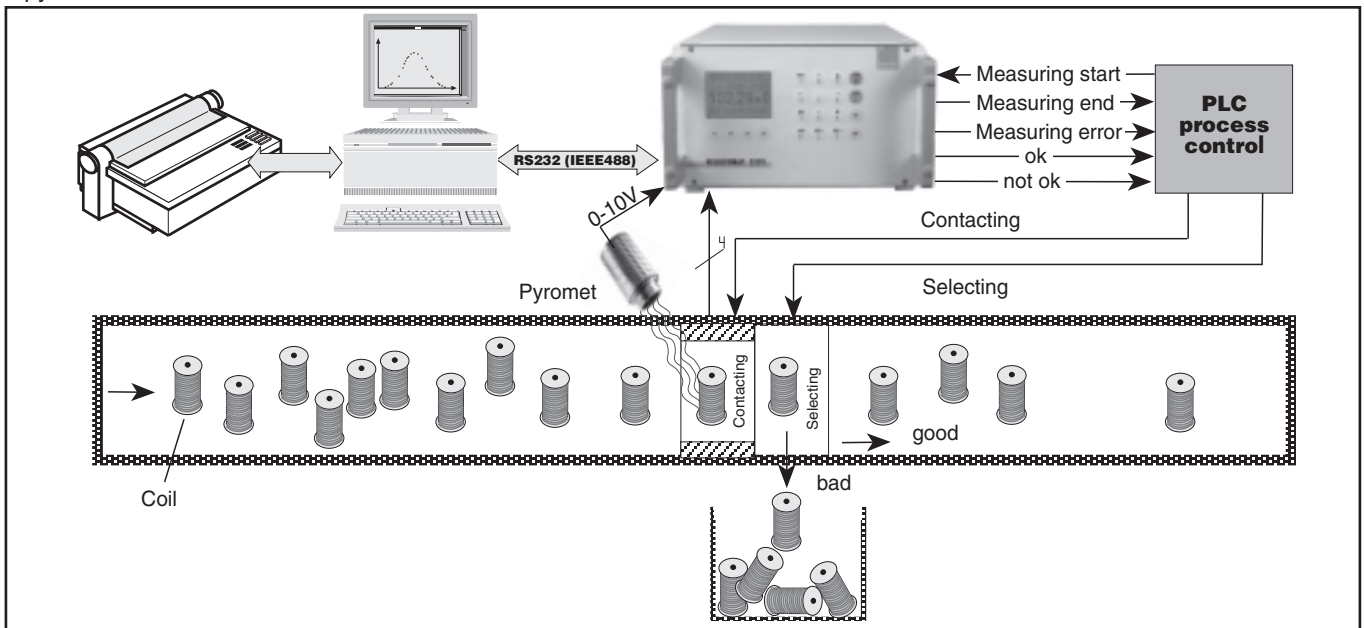 Measuring start
Measuring end
Measuring error
ok
not ok
PLC
process
control
RS232 (IEEE488)
0-10V
4
Contacting
Selecting
Pyromet
Contacting
Selecting
good
bad
Coil